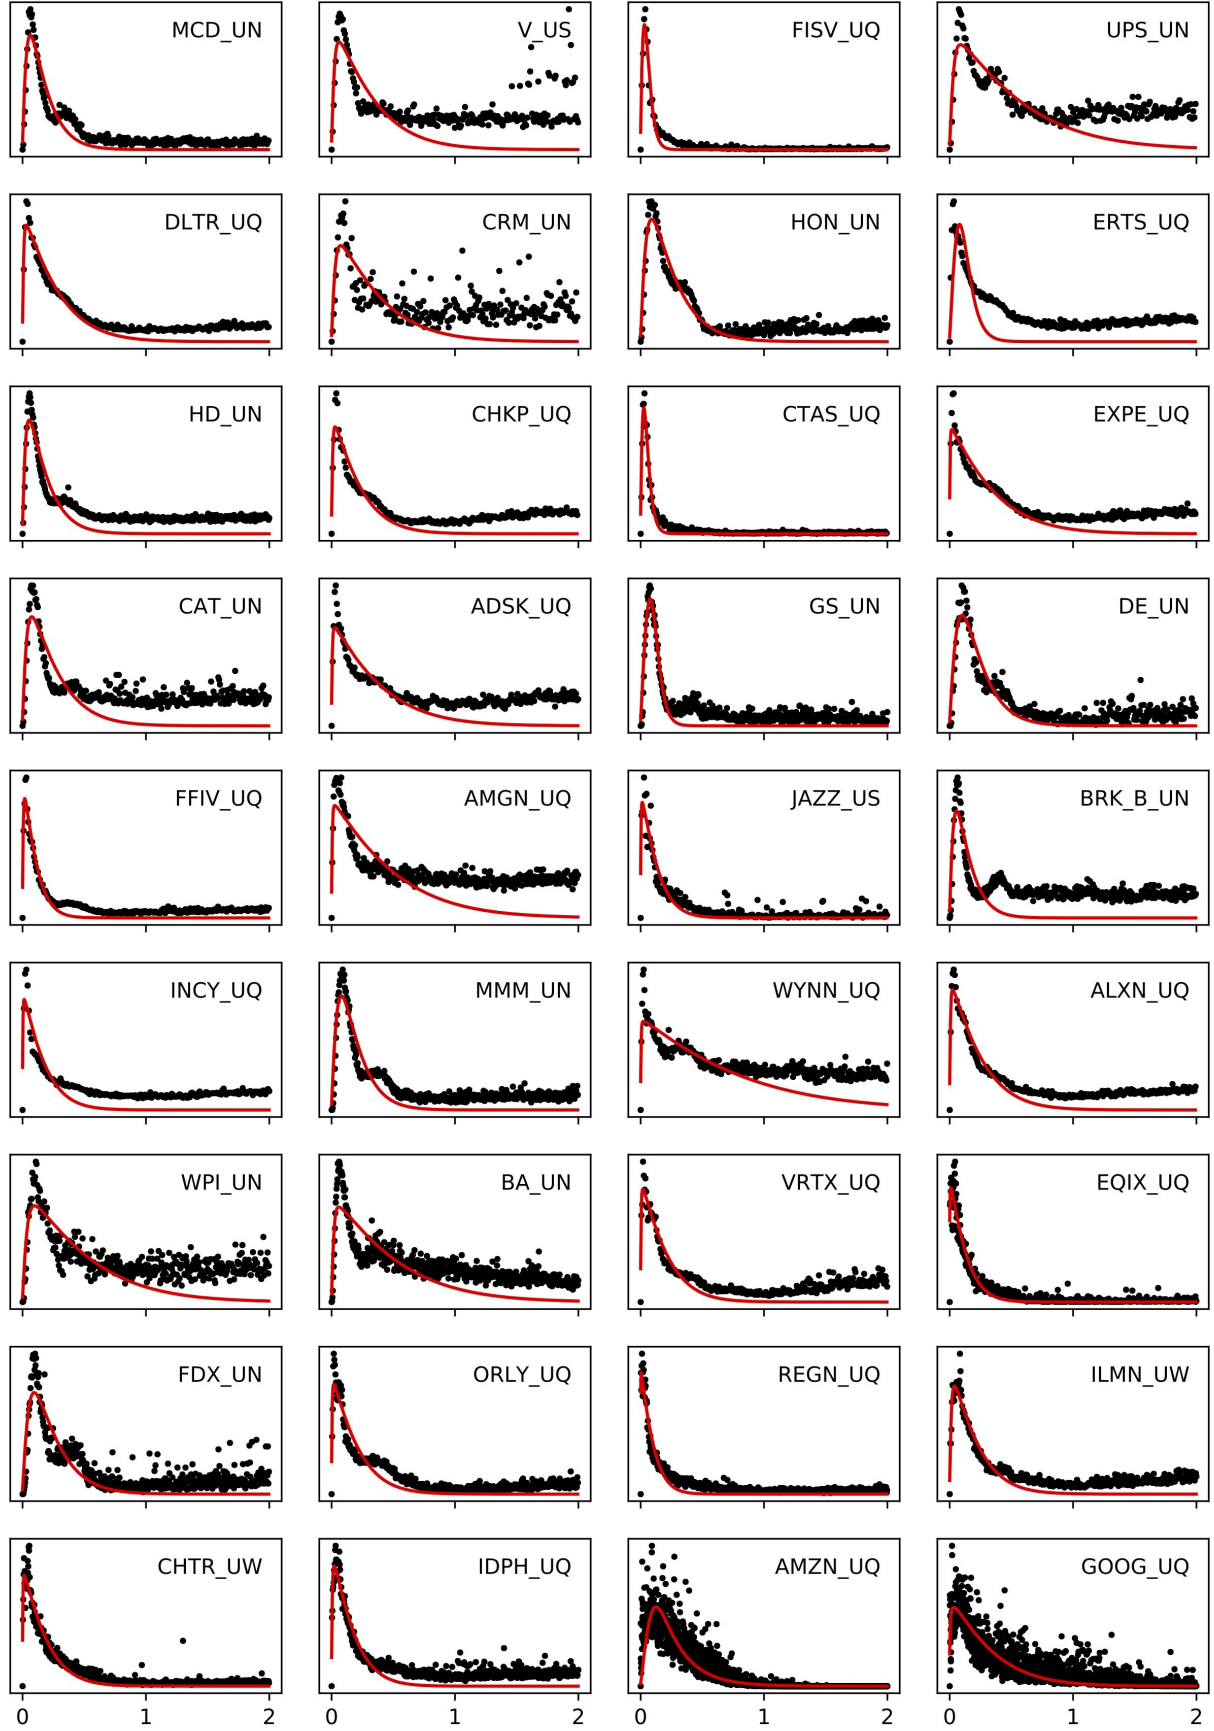 MCD_UN V_US FISV_UQ UPS_UN
DLTR_UQ CRM_UN HON_UN ERTS_UQ
HD_UN CHKP_UQ CTAS_UQ EXPE_UQ
CAT_UN ADSK_UQ GS_UN DE_UN
FFIV_UQ AMGN_UQ JAZZ_US BRK_B_UN
INCY_UQ MMM_UN WYNN_UQ ALXN_UQ
WPI_UN BA_UN VRTX_UQ EQIX_UQ
FDX_UN ORLY_UQ REGN_UQ ILMN_UW
CHTR_UW IDPH_UQ AMZN_UQ GOOG_UQ
0 1 2 0 1 2 0 1 2 0 1 2